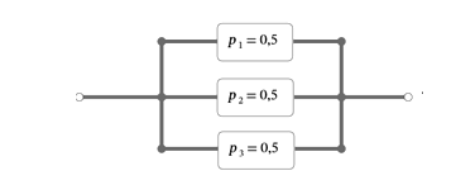 p₁ = 0,5
p₂ = 0,5
p₃ = 0,5